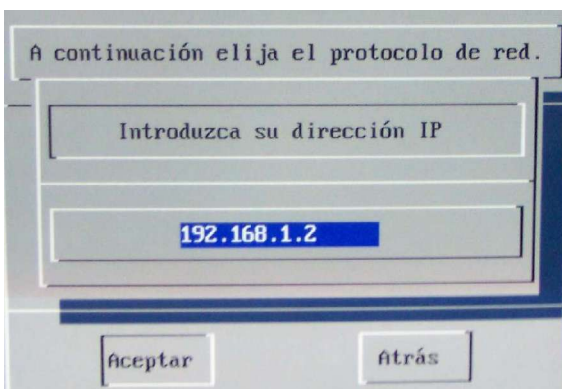 A continuación elija el protocolo de red.
Introduzca su dirección IP
192.168.1.2
Aceptar
Atrás